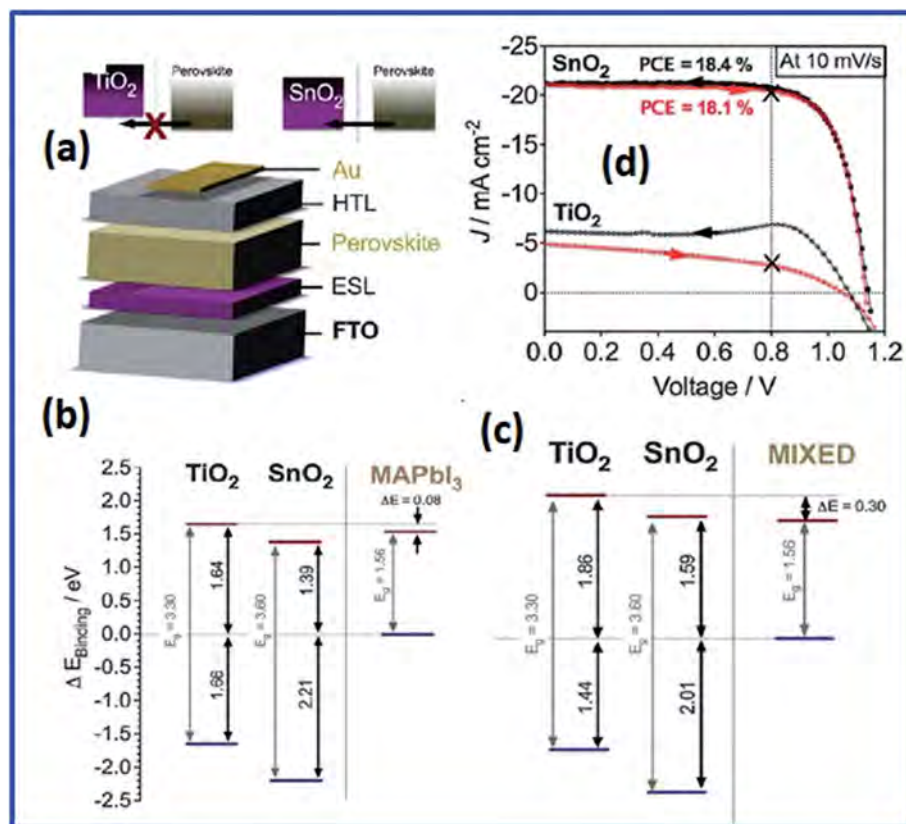 TiO2
Perovskite
SnO2
Perovskite
X
(a)
Au
HTL
Perovskite
ESL
FTO
-25
-20
-15
-10
-5
0
J / mA cm-2
SnO2
PCE = 18.4 %
At 10 mV/s
PCE = 18.1 %
(d)
TiO2
0.0 0.2 0.4 0.6 0.8 1.0 1.2
Voltage / V
(b)
2.5
2.0
1.5
1.0
0.5
0.0
-0.5
-1.0
-1.5
-2.0
-2.5
Δ EBinding / eV
TiO2
SnO2
MAPbI3
ΔE = 0.08
Eg = 3.30
1.64
1.66
Eg = 3.60
1.39
2.21
Eg = 1.56
(c)
TiO2
SnO2
MIXED
ΔE = 0.30
Eg = 3.30
1.86
1.44
Eg = 3.60
1.59
2.01
Eg = 1.56